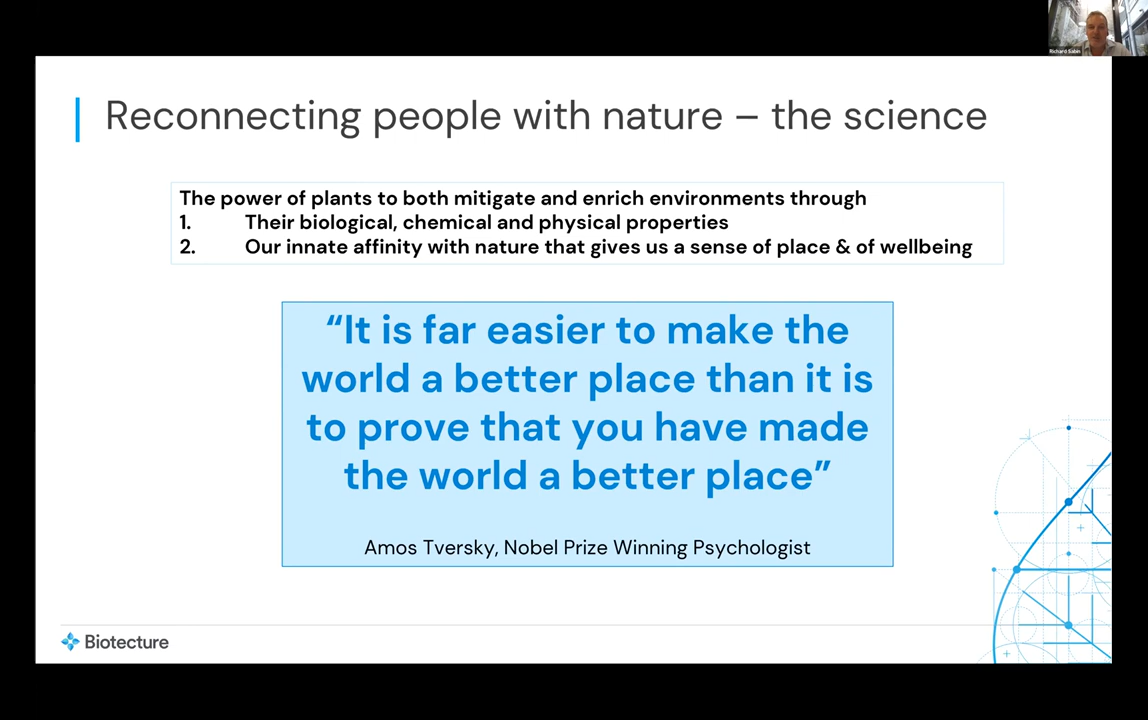 Richard Sabin
Reconnecting people with nature – the science
The power of plants to both mitigate and enrich environments through
1. Their biological, chemical and physical properties
2. Our innate affinity with nature that gives us a sense of place & of wellbeing
“It is far easier to make the
world a better place than it is
to prove that you have made
the world a better place”
Amos Tversky, Nobel Prize Winning Psychologist
Biotecture